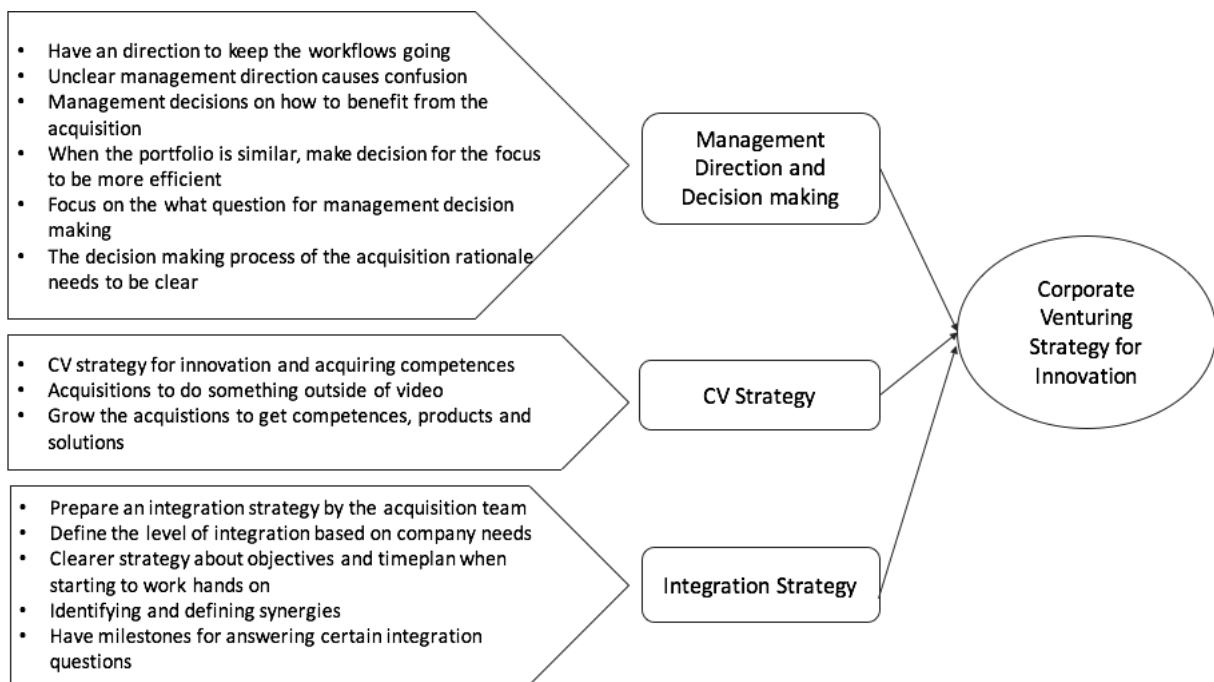 • Have an direction to keep the workflows going
• Unclear management direction causes confusion
• Management decisions on how to benefit from the
acquisition
• When the portfolio is similar, make decision for the focus
to be more efficient
• Focus on the what question for management decision
making
• The decision making process of the acquisition rationale
needs to be clear
Management
Direction and
Decision making
• CV strategy for innovation and acquiring competences
• Acquisitions to do something outside of video
• Grow the acquistions to get competences, products and
solutions
CV Strategy
• Prepare an integration strategy by the acquisition team
• Define the level of integration based on company needs
• Clearer strategy about objectives and timeplan when
starting to work hands on
• Identifying and defining synergies
• Have milestones for answering certain integration
questions
Integration Strategy
Corporate
Venturing
Strategy for
Innovation